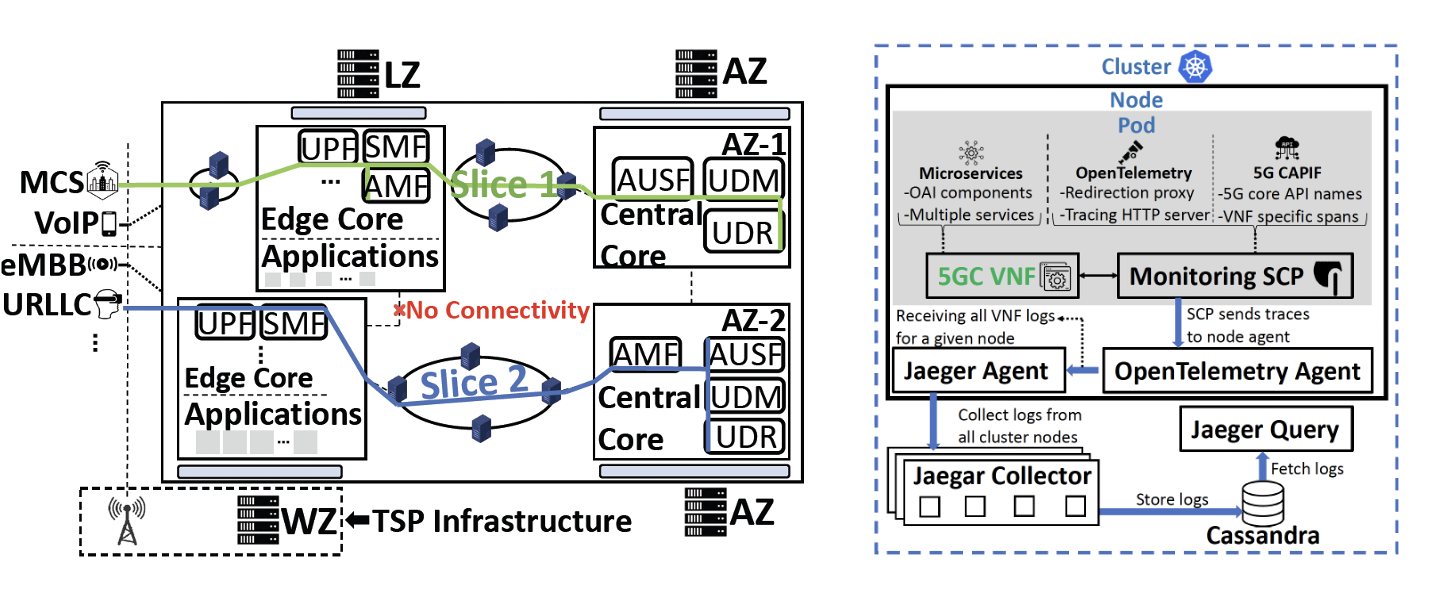 LZ
AZ
MCS
VoIP
eMBB
URLLC
UPF
SMF
...
AMF
Edge Core
Applications
...
Slice 1
AZ-1
AUSF
UDM
Central
Core
UDR
No Connectivity
UPF
SMF
Edge Core
Applications
...
Slice 2
AZ-2
AMF
AUSF
Central
UDM
Core
UDR
WZ
TSP Infrastructure
AZ
Cluster
Node
Pod
Microservices
-OAI components
-Multiple services
OpenTelemetry
-Redirection proxy
-Tracing HTTP server
API
5G CAPIF
-5G core API names
-VNF specific spans
5GC VNF
Monitoring SCP
Receiving all VNF logs
for a given node
SCP sends traces
to node agent
Jaeger Agent
OpenTelemetry Agent
Collect logs from
all cluster nodes
Jaeger Query
Fetch logs
Jaegar Collector
Store logs
Cassandra